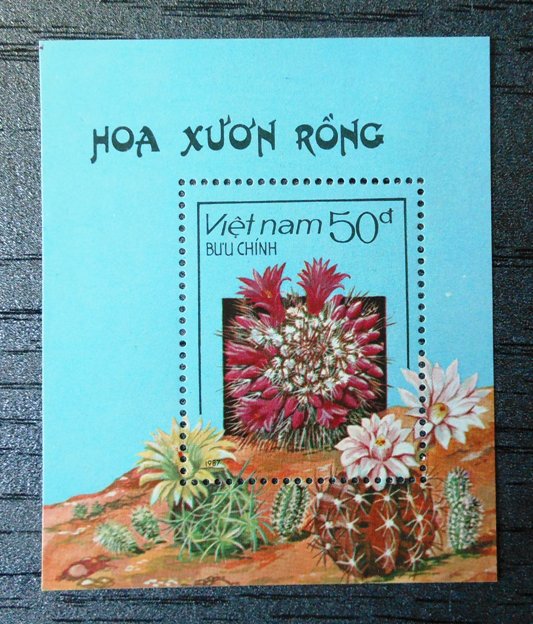 HOA XƯƠN RỒNG
Việt nam 50đ
BƯU CHÍNH
1987